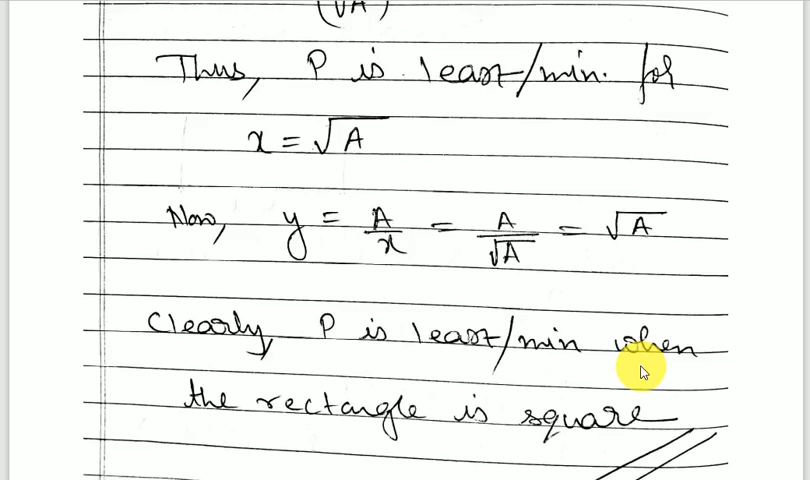 (√A)
Thus, P is least/min. for
x = √A
Now, y = A/x = A/√A = √A
Clearly, P is least/min when
the rectangle is square